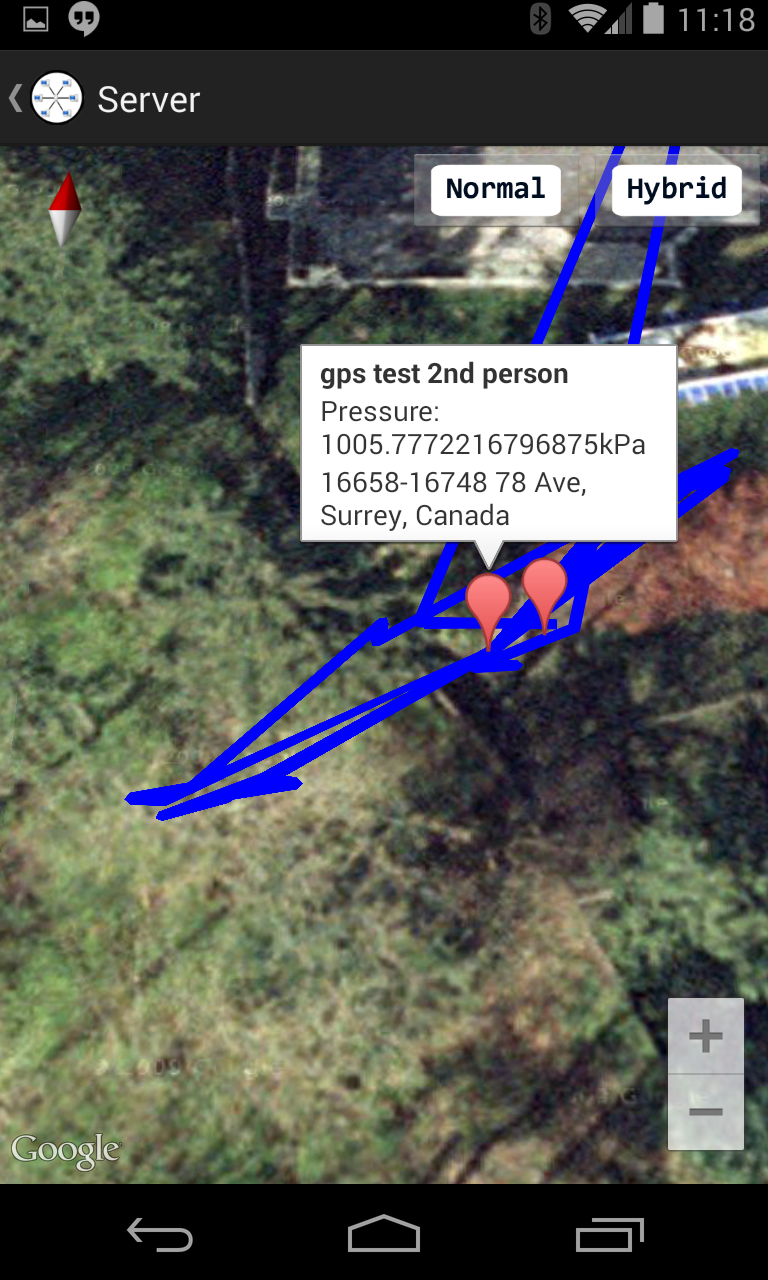 11:18
Server
Normal
Hybrid
gps test 2nd person
Pressure:
1005.7772216796875kPa
16658-16748 78 Ave,
Surrey, Canada
Google